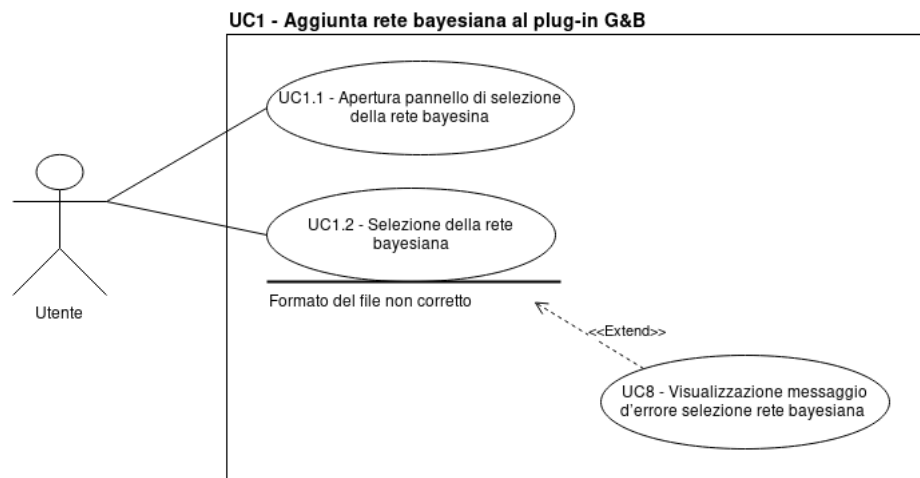 UC1 - Aggiunta rete bayesiana al plug-in G&B
UC1.1 - Apertura pannello di selezione
della rete bayesina
UC1.2 - Selezione della rete
bayesiana
Formato del file non corretto
Utente
<<Extend>>
UC8 - Visualizzazione messaggio
d'errore selezione rete bayesiana